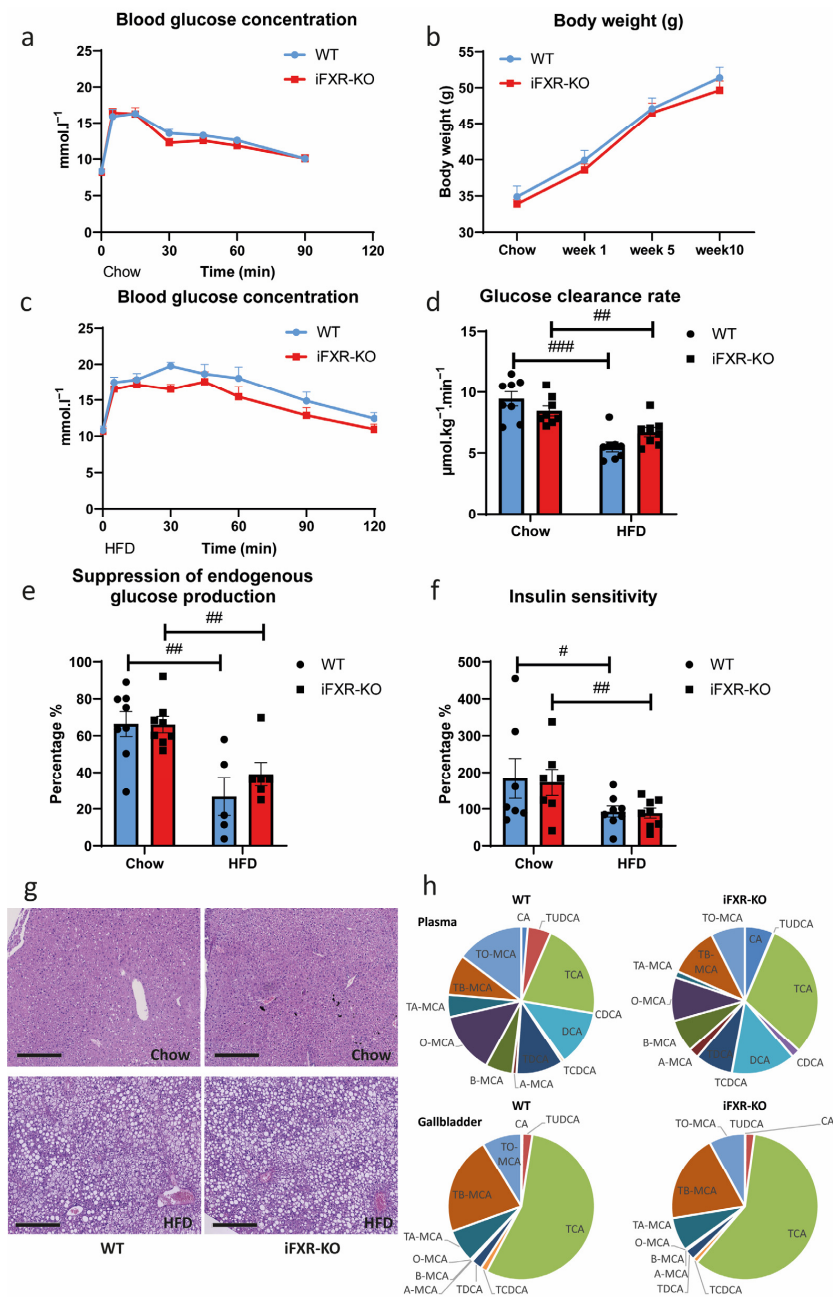 a
Blood glucose concentration
WT
iFXR-KO
mmol.l⁻¹
25
20
15
10
5
0
0 30 60 90 120
Chow
Time (min)
b
Body weight (g)
WT
iFXR-KO
Body weight (g)
55
50
45
40
35
30
Chow week 1 week 5 week10
c
Blood glucose concentration
WT
iFXR-KO
mmol.l⁻¹
25
20
15
10
5
0
0 30 60 90 120
HFD
Time (min)
d
Glucose clearance rate
##
###
WT
iFXR-KO
µmol.kg⁻¹.min⁻¹
15
10
5
0
Chow HFD
e
Suppression of endogenous
glucose production
##
##
WT
iFXR-KO
Percentage %
100
80
60
40
20
0
Chow HFD
f
Insulin sensitivity
#
##
WT
iFXR-KO
Percentage %
500
400
300
200
100
0
Chow HFD
g
Chow
Chow
HFD
HFD
WT
iFXR-KO
h
Plasma
WT
CA
TUDCA
TCA
CDCA
DCA
TCDCA
A-MCA
B-MCA
O-MCA
TA-MCA
TB-MCA
TO-MCA
iFXR-KO
CA
TUDCA
TCA
CDCA
DCA
TCDCA
A-MCA
B-MCA
O-MCA
TA-MCA
TB-
MCA
TO-MCA
Gallbladder
WT
CA
TUDCA
TCA
TCDCA
TDCA
A-MCA
B-MCA
O-MCA
TA-MCA
TB-MCA
TO-
MCA
iFXR-KO
CA
TUDCA
TCA
TCDCA
TDCA
A-MCA
B-MCA
O-MCA
TA-MCA
TB-MCA
TO-MCA